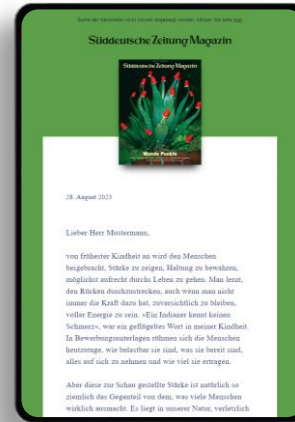 Sollte der Newsletter nicht korrekt angezeigt werden, klicken Sie bitte hier.
Süddeutsche Zeitung Magazin
Süddeutsche Zeitung Magazin
Wunde Punkte
28. August 2023
Lieber Herr Mustermann,
von frühester Kindheit an wird den Menschen
beigebracht, Stärke zu zeigen, Haltung zu bewahren,
möglichst aufrecht durchs Leben zu gehen. Man lernt,
den Rücken durchzustrecken, auch wenn man nicht
immer die Kraft dazu hat, zuversichtlich zu bleiben,
voller Energie zu sein. «Ein Indianer kennt keinen
Schmerz», war ein geflügeltes Wort in meiner Kindheit.
In Bewerbungsunterlagen rühmen sich die Menschen
heutzutage, wie belastbar sie sind, was sie bereit sind,
alles auf sich zu nehmen und wie viel sie ertragen.
Aber diese zur Schau gestellte Stärke ist natürlich so
ziemlich das Gegenteil von dem, was viele Menschen
wirklich ausmacht. Es liegt in unserer Natur, verletzlich